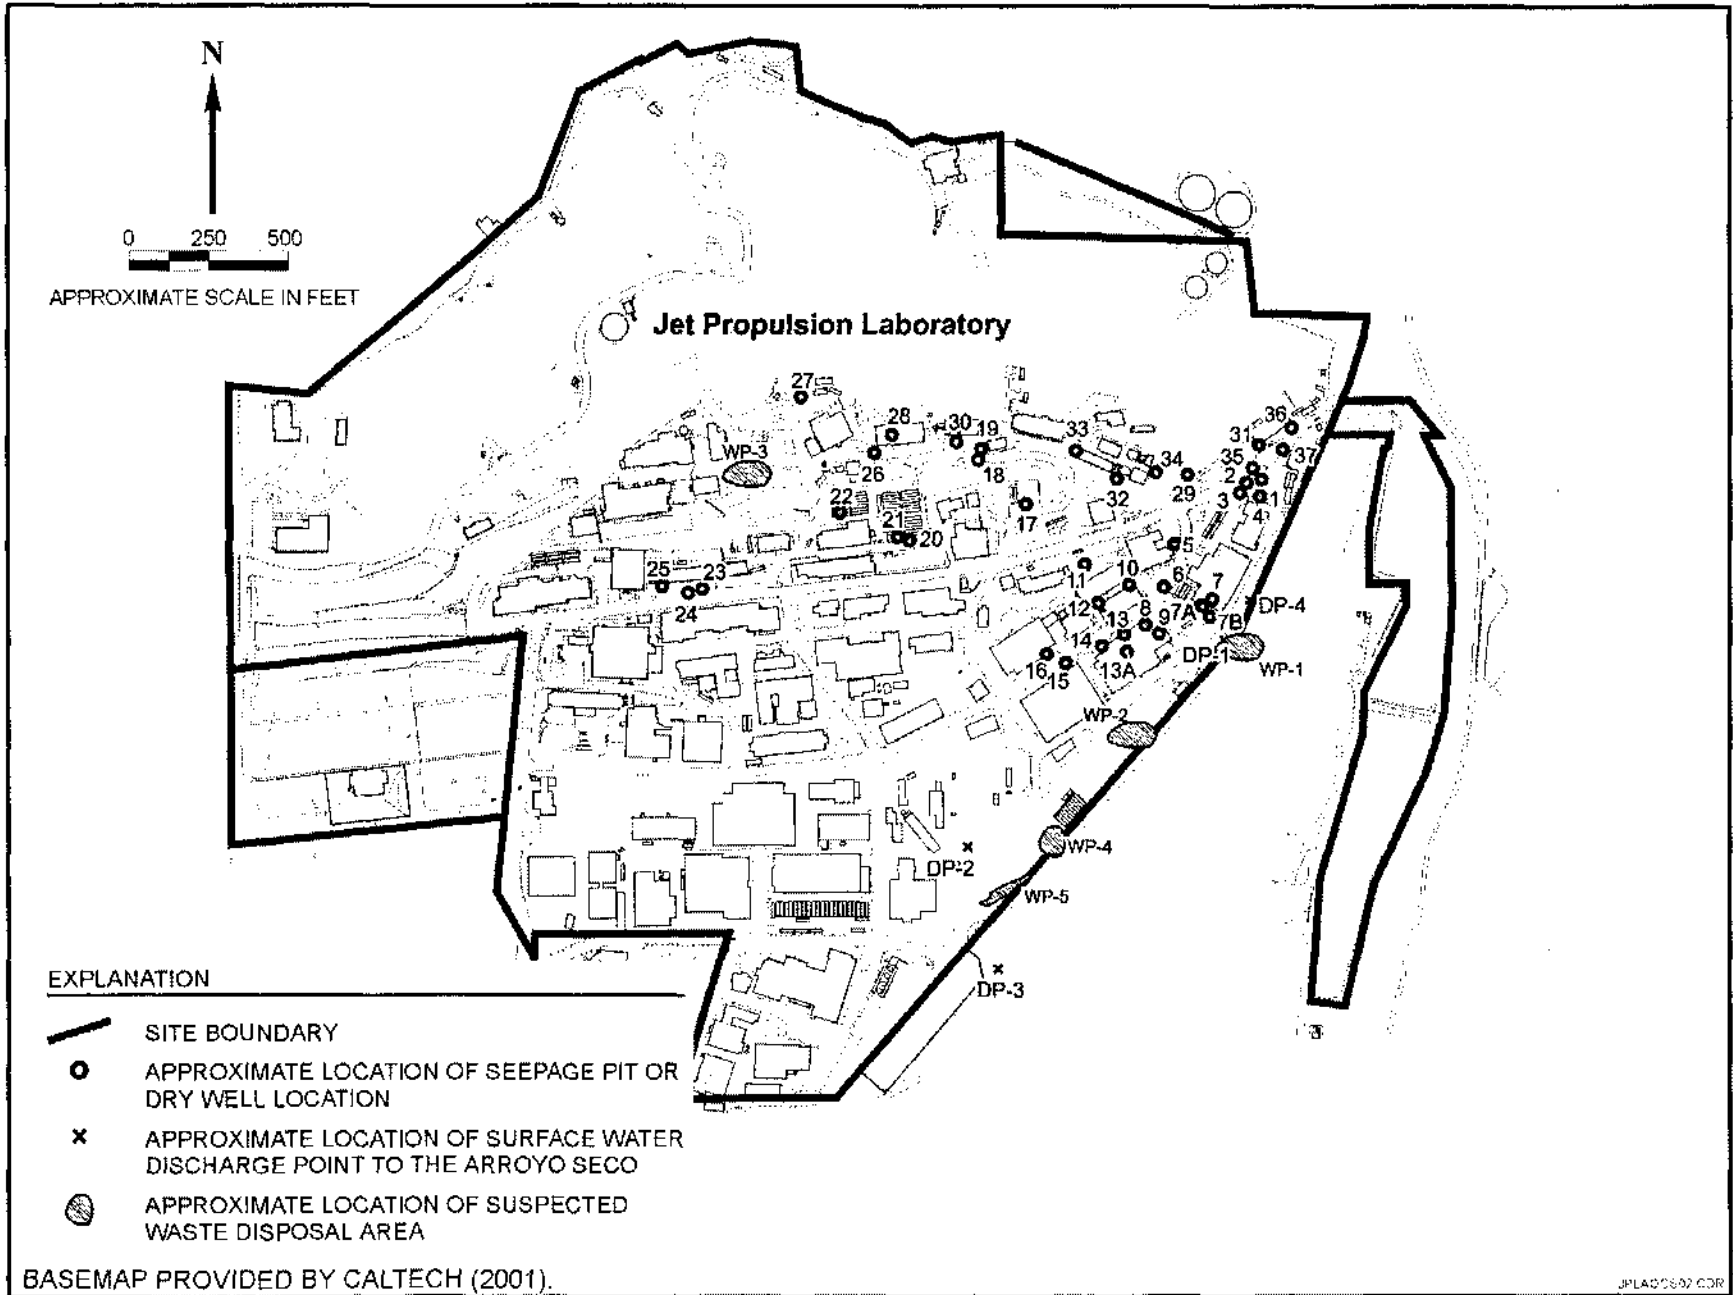 N
0 250 500
APPROXIMATE SCALE IN FEET
Jet Propulsion Laboratory
27
28
30
19
33
36
31
37
WP-3
26
18
34
35
32
29
2
3
1
4
22
17
21
20
5
25
23
24
11
10
6
7
12
13
8
9
7A
7B
DP-4
14
16
15
13A
DP-1
WP-1
WP-2
WP-4
DP-2
WP-5
DP-3
EXPLANATION
SITE BOUNDARY
APPROXIMATE LOCATION OF SEEPAGE PIT OR
DRY WELL LOCATION
APPROXIMATE LOCATION OF SURFACE WATER
DISCHARGE POINT TO THE ARROYO SECO
APPROXIMATE LOCATION OF SUSPECTED
WASTE DISPOSAL AREA
BASEMAP PROVIDED BY CALTECH (2001).